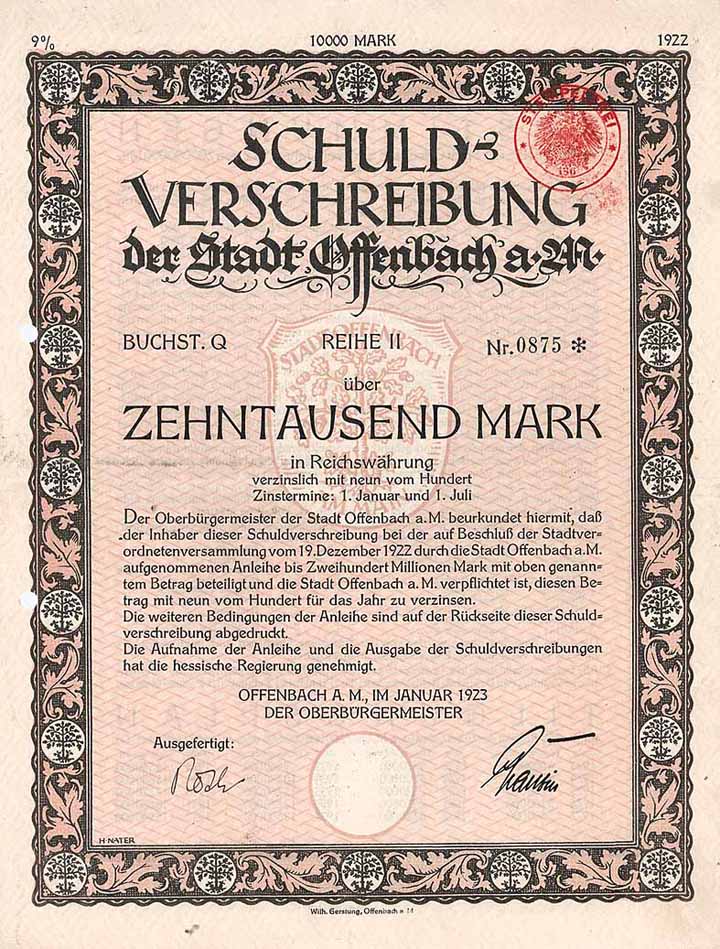 9% 10000 MARK 1922
STEMPELFREI
SCHULD-
VERSCHREIBUNG
der Stadt Offenbach a. M.
BUCHST. Q REIHE II Nr. 0875 *
STADT OFFENBACH
über
ZEHNTAUSEND MARK
in Reichswährung
verzinslich mit neun vom Hundert
Zinstermine: 1. Januar und 1. Juli
Der Oberbürgermeister der Stadt Offenbach a. M. beurkundet hiermit, daß
der Inhaber dieser Schuldverschreibung bei der auf Beschluß der Stadtver-
ordnetenversammlung vom 19. Dezember 1922 durch die Stadt Offenbach a. M.
aufgenommenen Anleihe bis Zweihundert Millionen Mark mit oben genann-
tem Betrag beteiligt und die Stadt Offenbach a. M. verpflichtet ist, diesen Be-
trag mit neun vom Hundert für das Jahr zu verzinsen.
Die weiteren Bedingungen der Anleihe sind auf der Rückseite dieser Schuld-
verschreibung abgedruckt.
Die Aufnahme der Anleihe und die Ausgabe der Schuldverschreibungen
hat die hessische Regierung genehmigt.
OFFENBACH A. M., IM JANUAR 1923
DER OBERBÜRGERMEISTER
Ausgefertigt:
H. NATER
Wilh. Gerstung, Offenbach a. M.